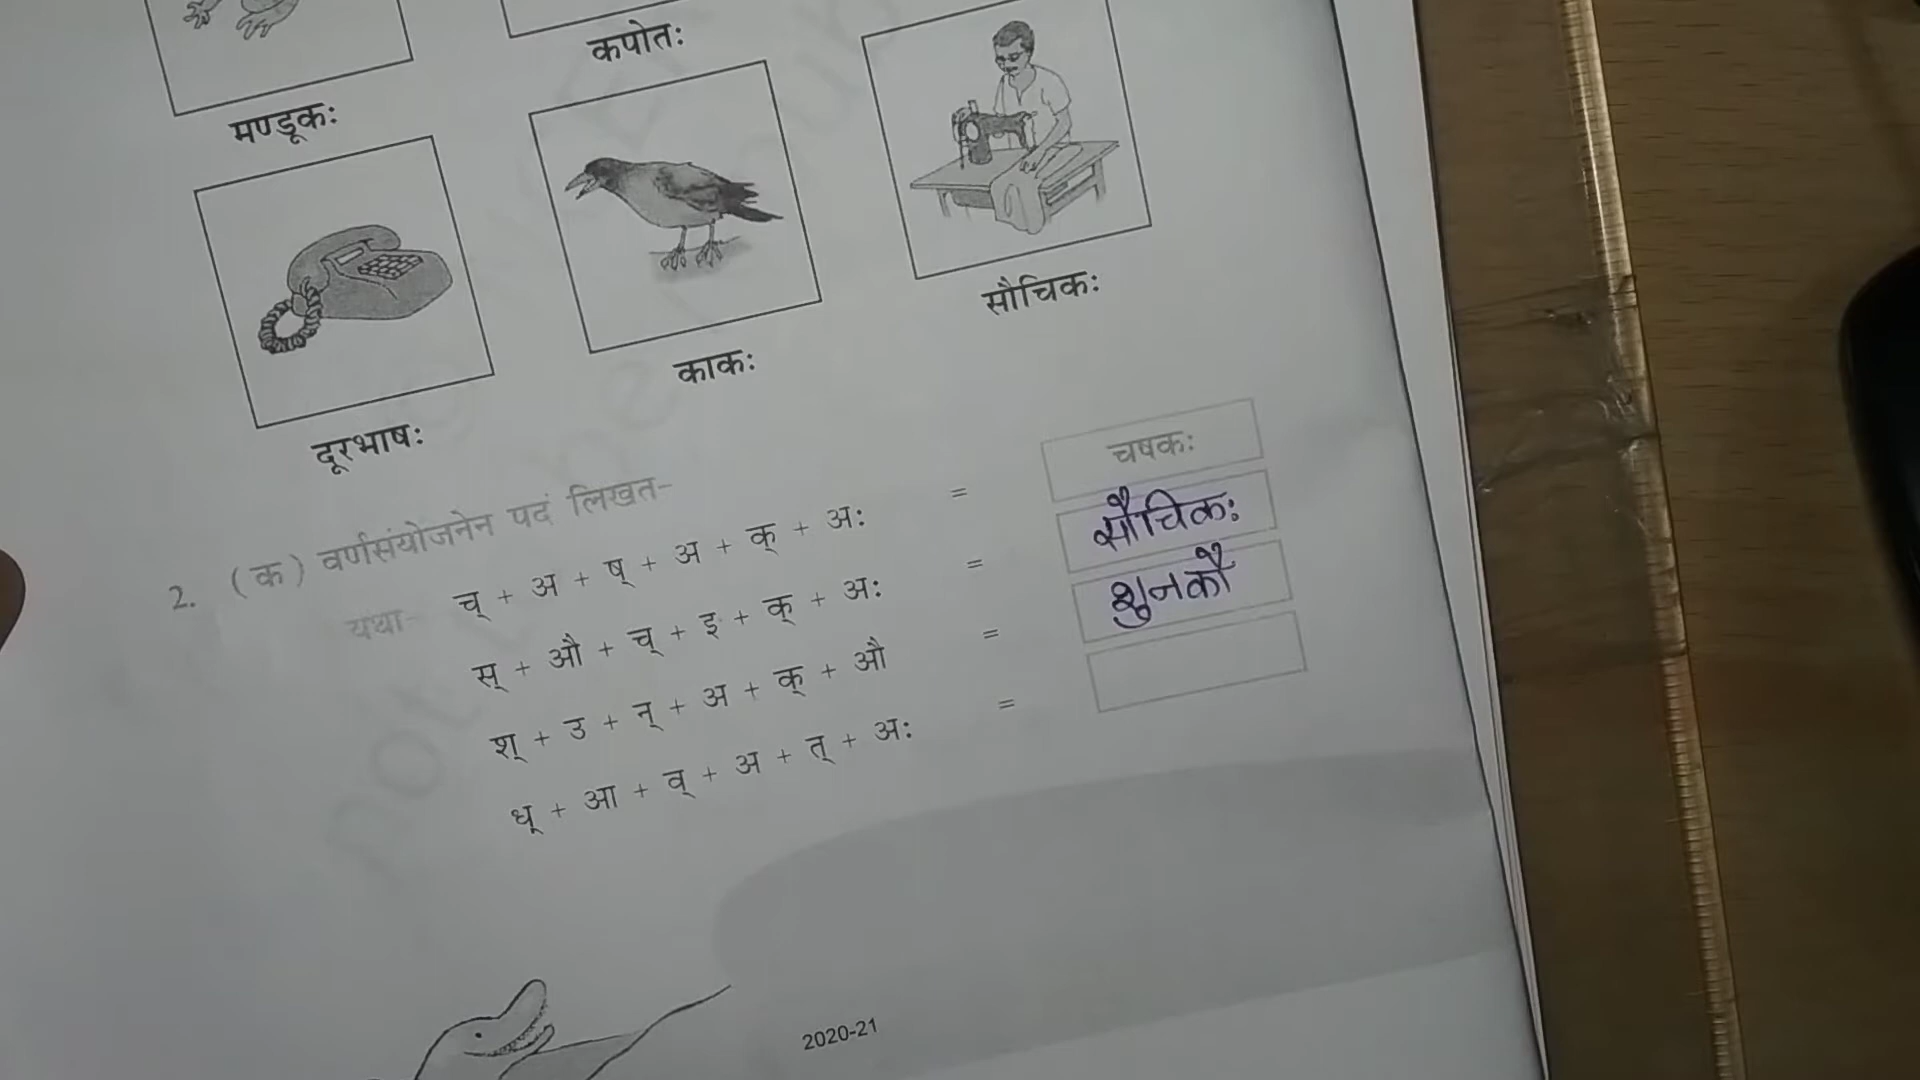 कपोतः
मण्डूकः
सौचिकः
काकः
दूरभाषः
2. (क) वर्णसंयोजनेन पदं लिखत-
यथा- च् + अ + ष् + अ + क् + अः = चषकः
स् + औ + च् + इ + क् + अः = सौचिकः
श् + उ + न् + अ + क् + औ = शुनकौ
ध् + आ + व् + अ + त् + अः =
2020-21